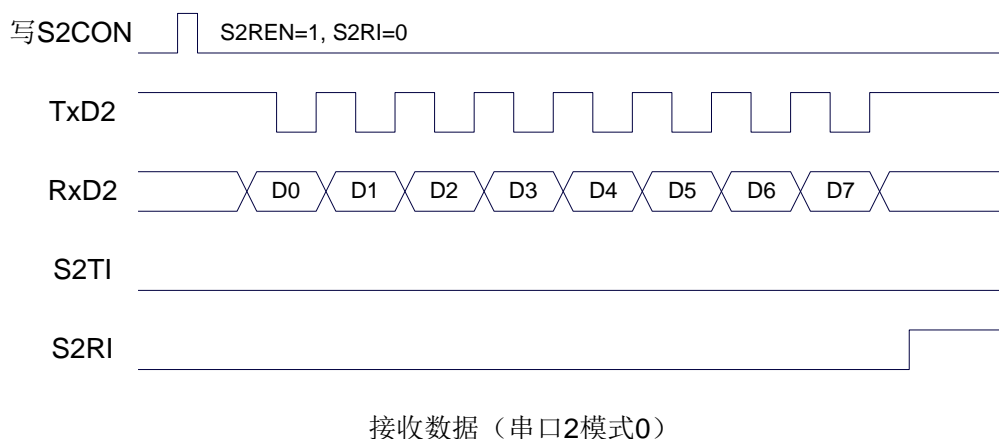 写S2CON S2REN=1, S2RI=0
TxD2
RxD2 D0 D1 D2 D3 D4 D5 D6 D7
S2TI
S2RI
接收数据（串口2模式0）